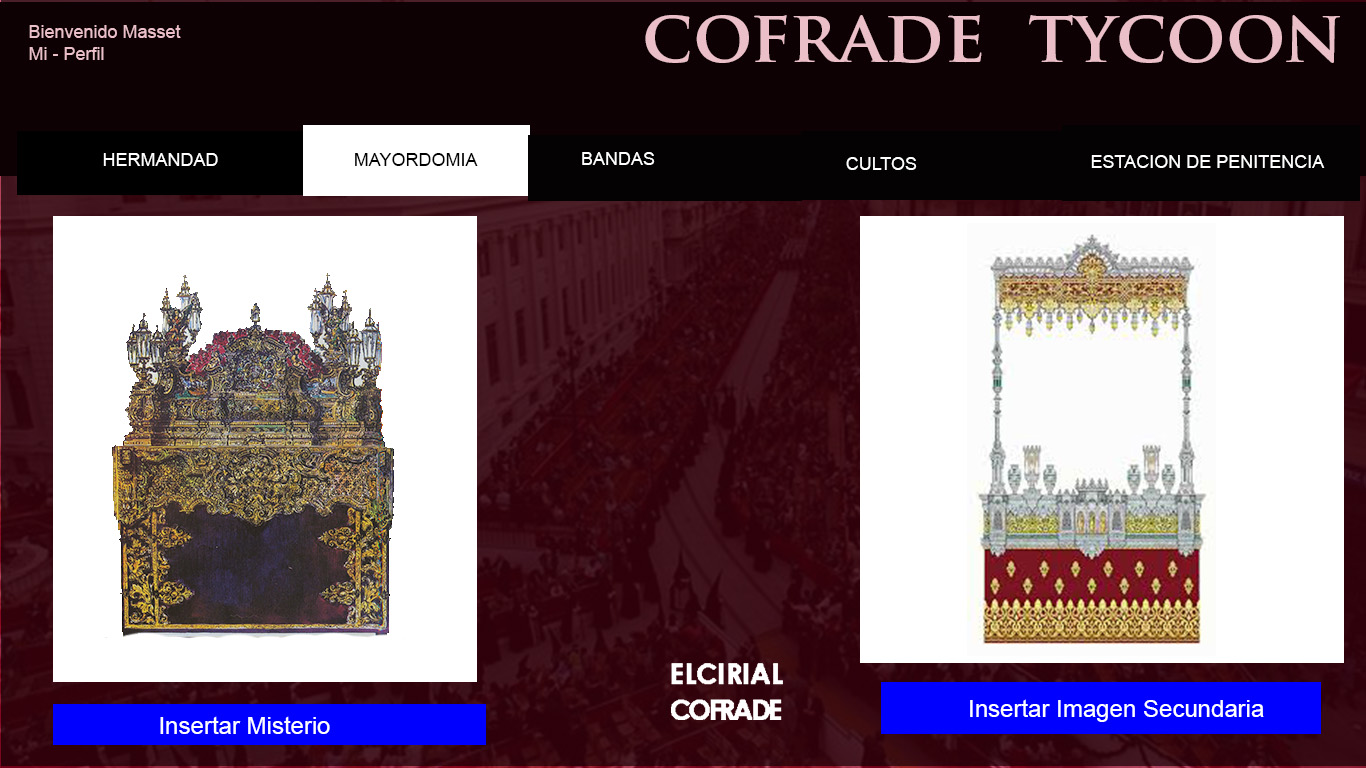 Bienvenido Masset
Mi - Perfil
COFRADE TYCOON
HERMANDAD
MAYORDOMIA
BANDAS
CULTOS
ESTACION DE PENITENCIA
Insertar Misterio
ELCIRIAL
COFRADE
Insertar Imagen Secundaria